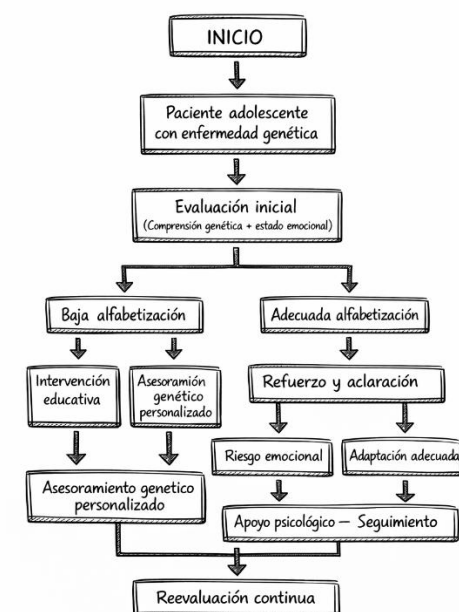 INICIO
Paciente adolescente
con enfermedad genética
Evaluación inicial
(Comprensión genética + estado emocional)
Baja alfabetización
Adecuada alfabetización
Intervención
educativa
Asesoramión
genético
personalizado
Refuerzo y aclaración
Riesgo emocional
Adaptación adecuada
Asesoramiento genetico
personalizado
Apoyo psicológico — Seguimiento
Reevaluación continua